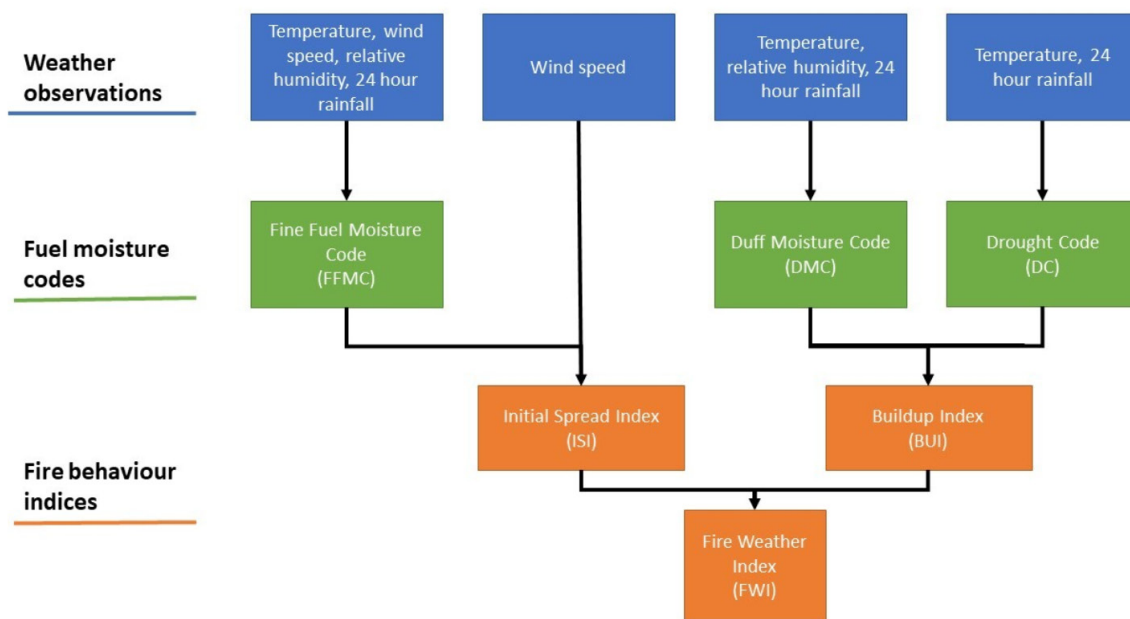 Weather
observations
Temperature, wind
speed, relative
humidity, 24 hour
rainfall
Wind speed
Temperature,
relative humidity, 24
hour rainfall
Temperature, 24
hour rainfall
Fuel moisture
codes
Fine Fuel Moisture
Code
(FFMC)
Duff Moisture Code
(DMC)
Drought Code
(DC)
Fire behaviour
indices
Initial Spread Index
(ISI)
Buildup Index
(BUI)
Fire Weather
Index
(FWI)